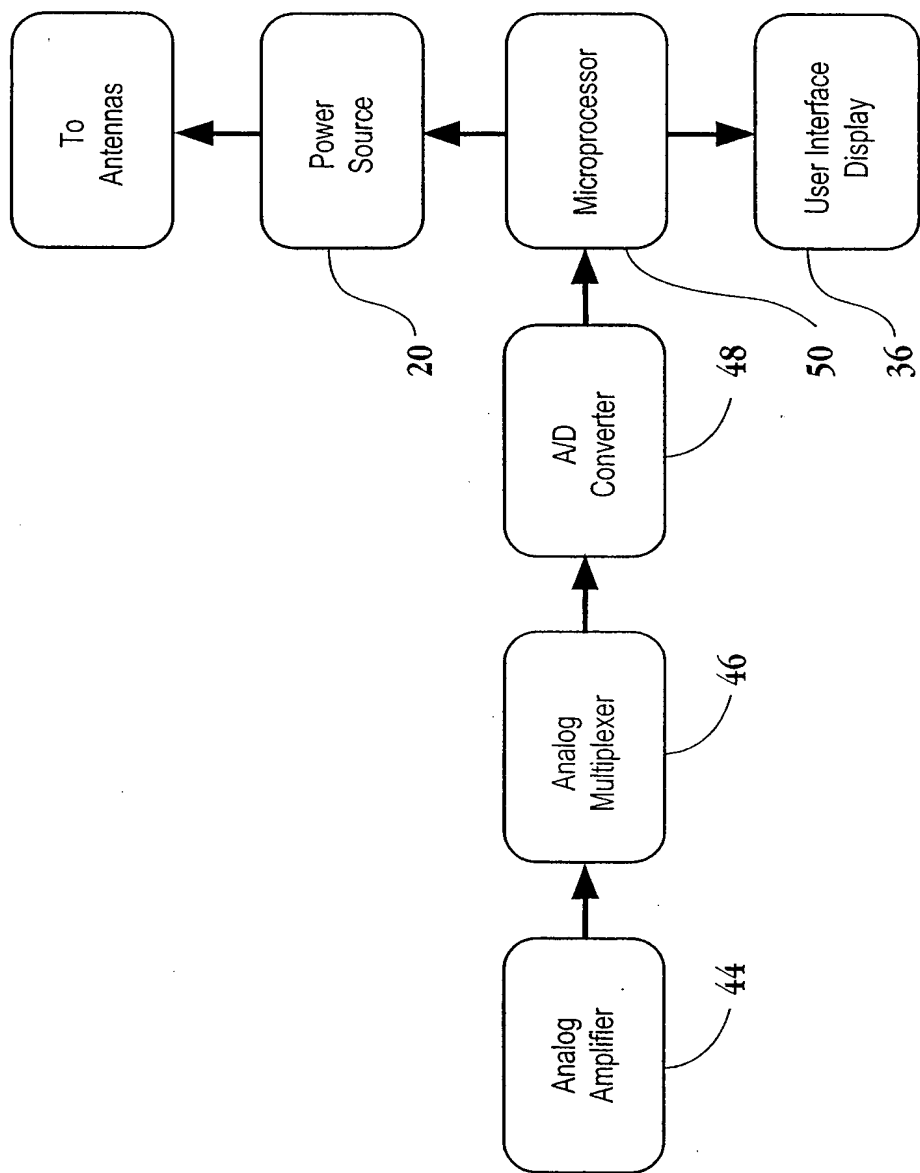 To
Antennas
Power
Source
20
Microprocessor
50
User Interface
Display
36
A/D
Converter
48
Analog
Multiplexer
46
Analog
Amplifier
44